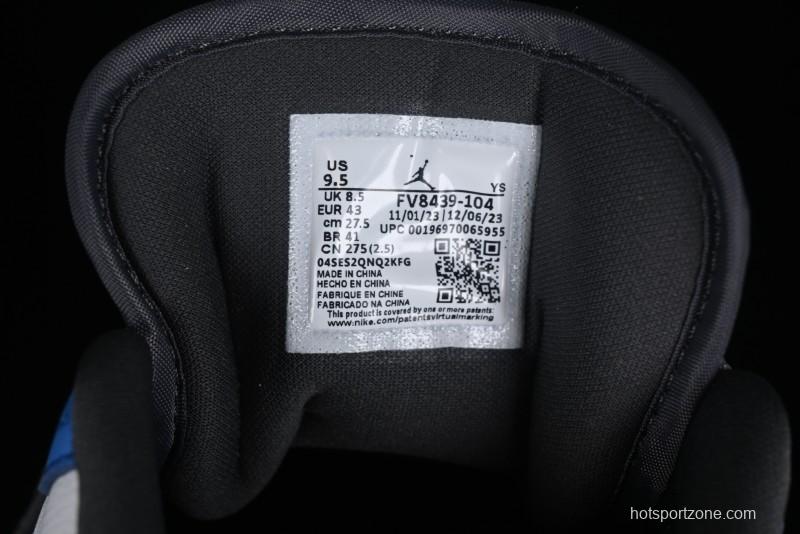 US
9.5
YS
UK 8.5
FV8439-104
EUR 43
11/01/23 | 12/06/23
cm 27.5
UPC 00196970065955
BR 41
CN 275(2.5)
04SES2QNQ2KFG
MADE IN CHINA
HECHO EN CHINA
FABRIQUE EN CHINE
FABRICADO NA CHINA
This product is covered by one or more patents:
www.nike.com/patentsvirtualmarking
hotsportzone.com